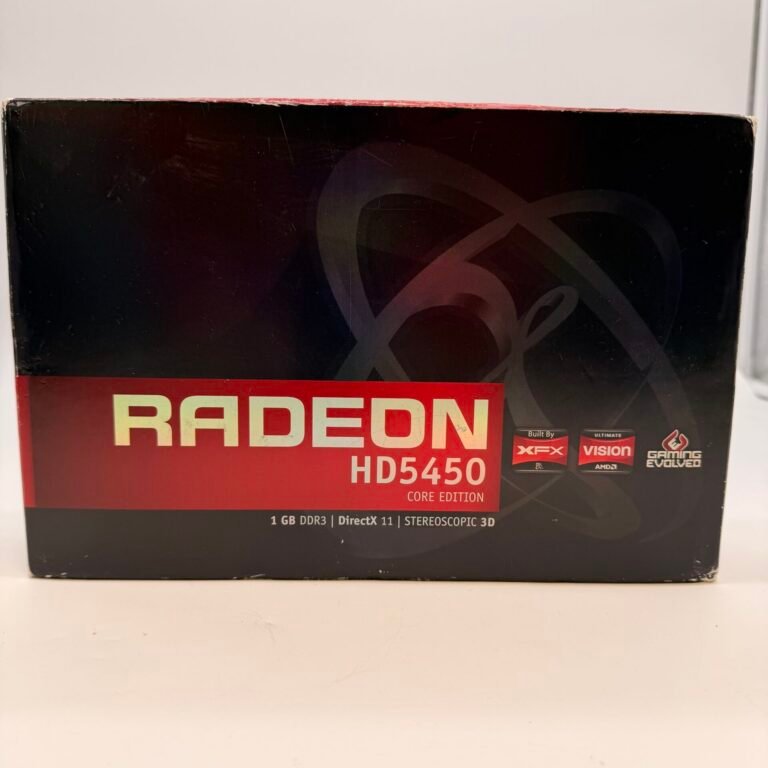 RADEON
HD5450
CORE EDITION
1 GB DDR3 | DirectX 11 | STEREOSCOPIC 3D
Built By
XFX
ULTIMATE
VISION
AMD
GAMING
EVOLVED